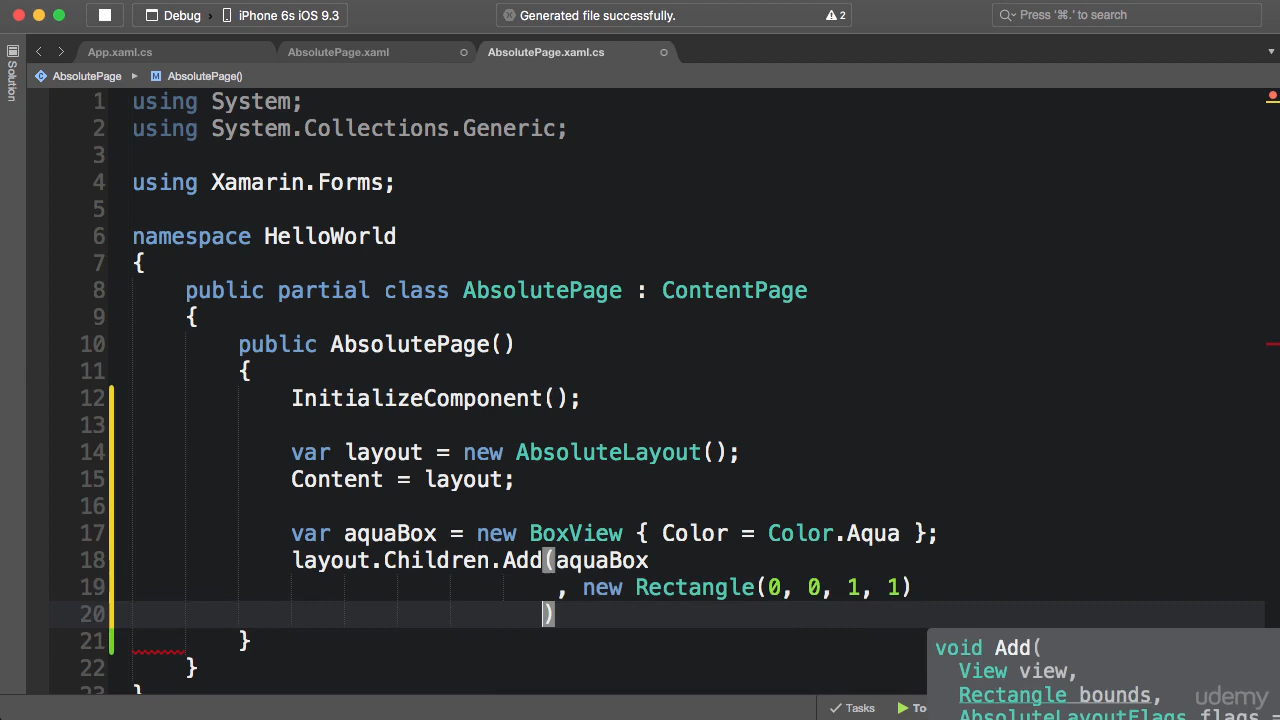 Debug
iPhone 6s iOS 9.3
Generated file successfully.
2
Press '⌘.' to search
Solution
App.xaml.cs
AbsolutePage.xaml
AbsolutePage.xaml.cs
AbsolutePage
AbsolutePage()
1 using System;
2 using System.Collections.Generic;
3
4 using Xamarin.Forms;
5
6 namespace HelloWorld
7 {
8 public partial class AbsolutePage : ContentPage
9 {
10 public AbsolutePage()
11 {
12 InitializeComponent();
13
14 var layout = new AbsoluteLayout();
15 Content = layout;
16
17 var aquaBox = new BoxView { Color = Color.Aqua };
18 layout.Children.Add(aquaBox
19 , new Rectangle(0, 0, 1, 1)
20 )
21 }
22 }
23 }
void Add(
View view,
Rectangle bounds,
AbsoluteLayoutFlags flags =
Tasks
To
udemy